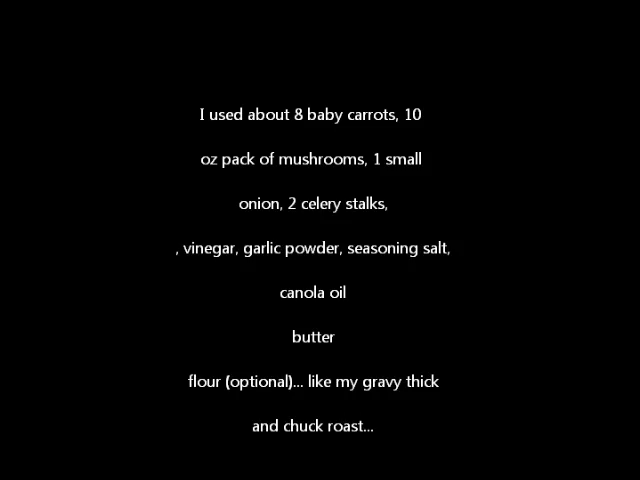 I used about 8 baby carrots, 10
oz pack of mushrooms, 1 small
onion, 2 celery stalks,
, vinegar, garlic powder, seasoning salt,
canola oil
butter
flour (optional)... like my gravy thick
and chuck roast...